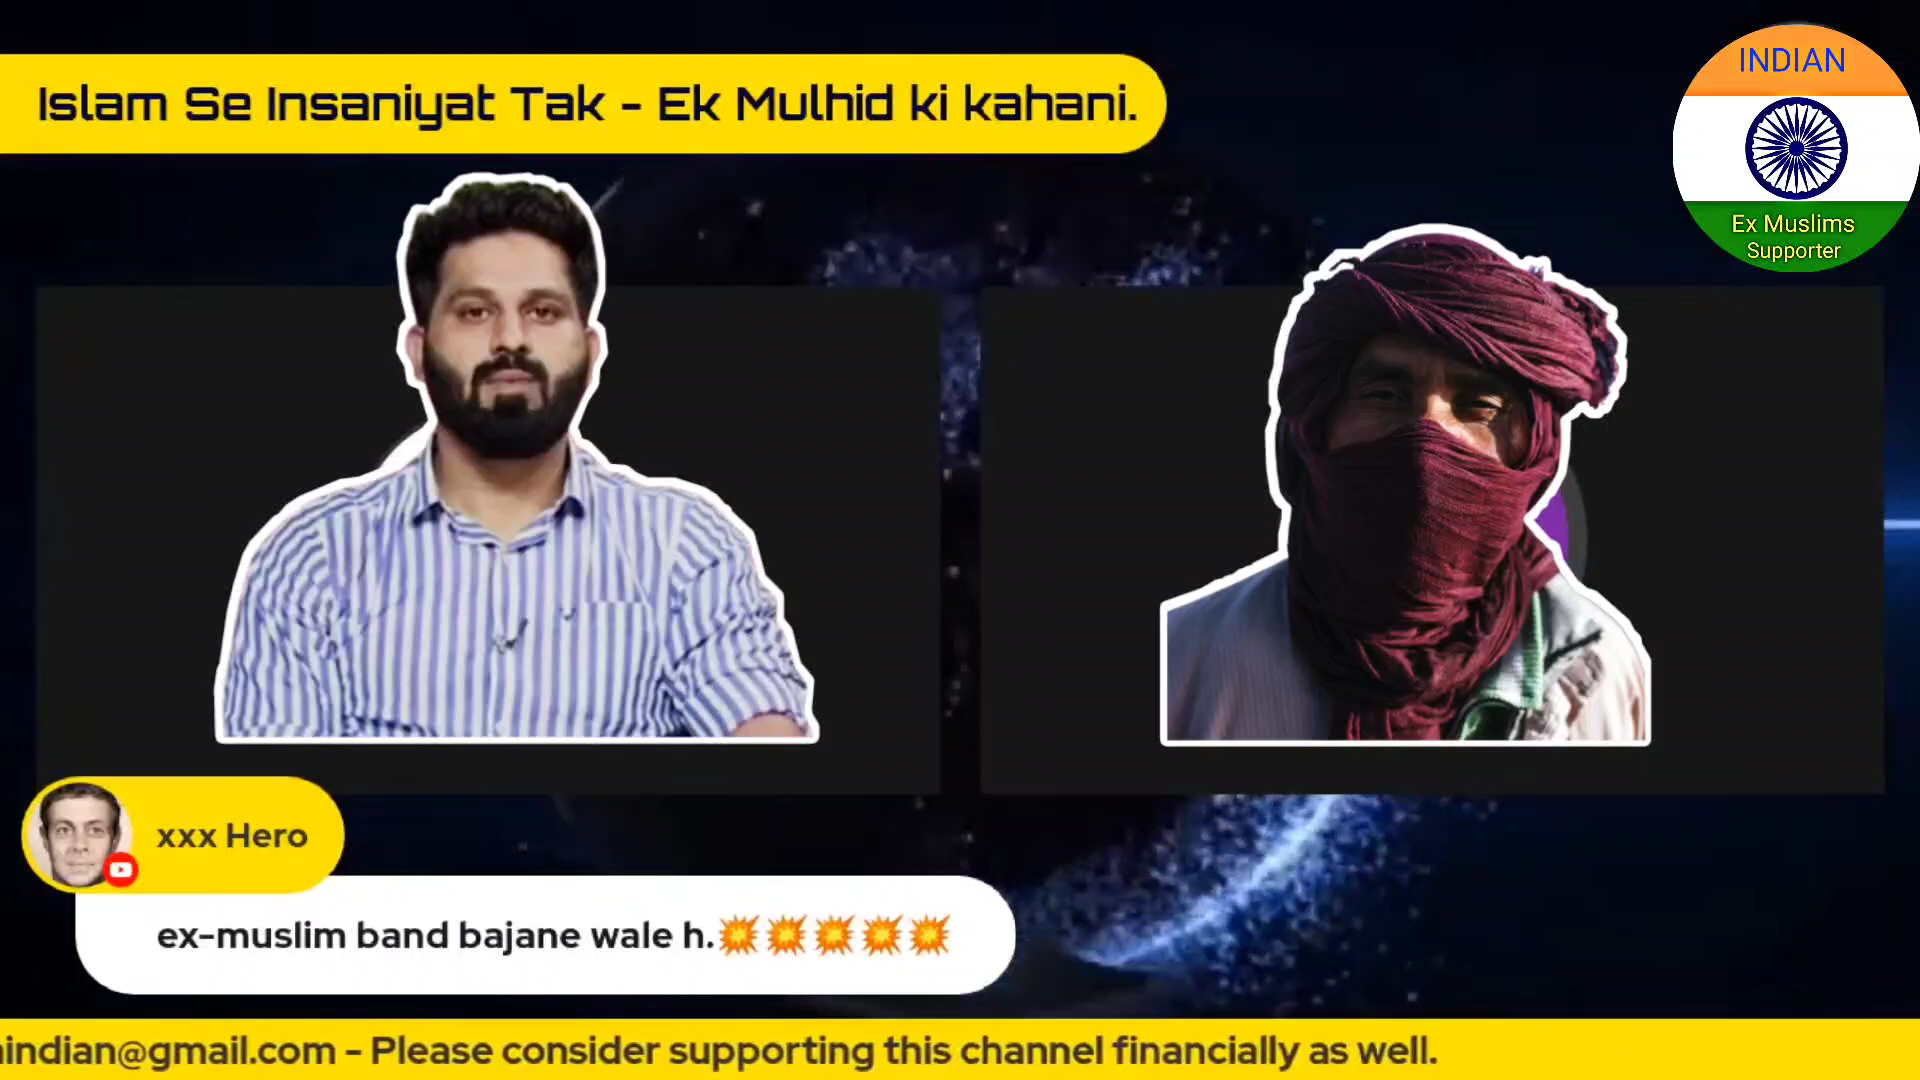 Islam Se Insaniyat Tak - Ek Mulhid ki kahani.
INDIAN
Ex Muslims
Supporter
xxx Hero
ex-muslim band bajane wale h.💥💥💥💥💥
indian@gmail.com - Please consider supporting this channel financially as well.